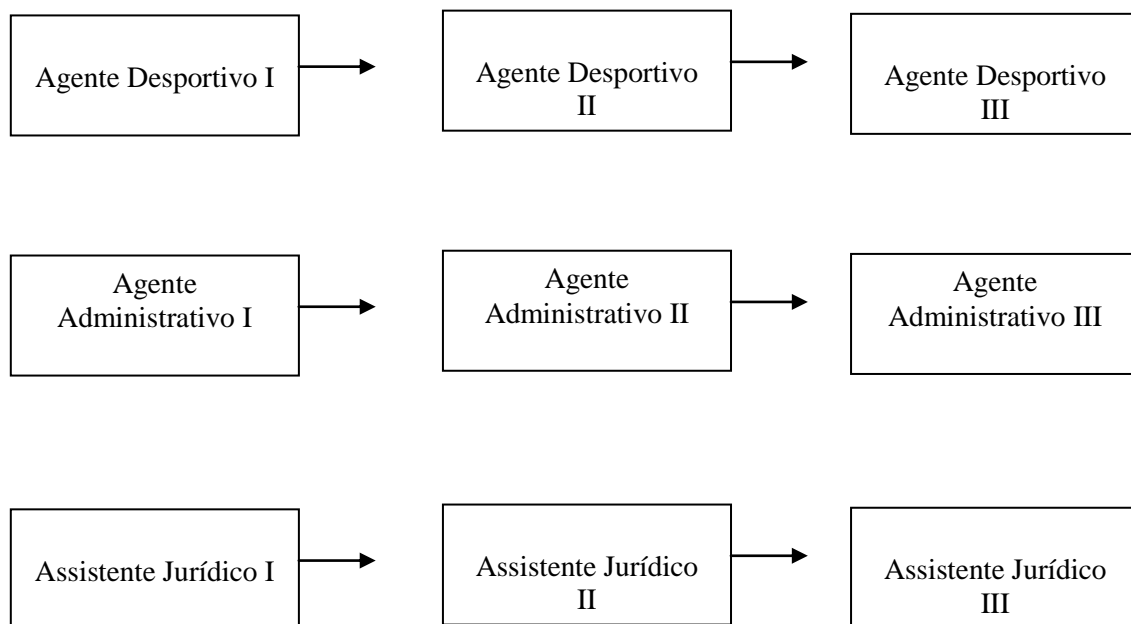 Agente Desportivo I
Agente Desportivo
II
Agente Desportivo
III
Agente
Administrativo I
Agente
Administrativo II
Agente
Administrativo III
Assistente Jurídico I
Assistente Jurídico
II
Assistente Jurídico
III